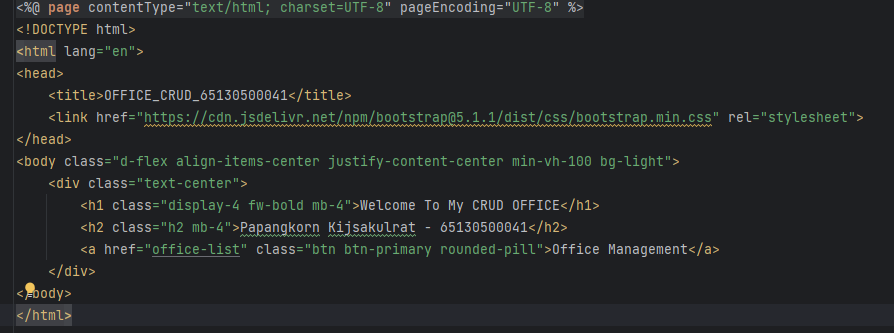 <%@ page contentType="text/html; charset=UTF-8" pageEncoding="UTF-8" %>
<!DOCTYPE html>
<html lang="en">
<head>
    <title>OFFICE_CRUD_65130500041</title>
    <link href="https://cdn.jsdelivr.net/npm/bootstrap@5.1.1/dist/css/bootstrap.min.css" rel="stylesheet">
</head>
<body class="d-flex align-items-center justify-content-center min-vh-100 bg-light">
    <div class="text-center">
        <h1 class="display-4 fw-bold mb-4">Welcome To My CRUD OFFICE</h1>
        <h2 class="h2 mb-4">Papangkorn Kijsakulrat - 65130500041</h2>
        <a href="office-list" class="btn btn-primary rounded-pill">Office Management</a>
    </div>
</body>
</html>